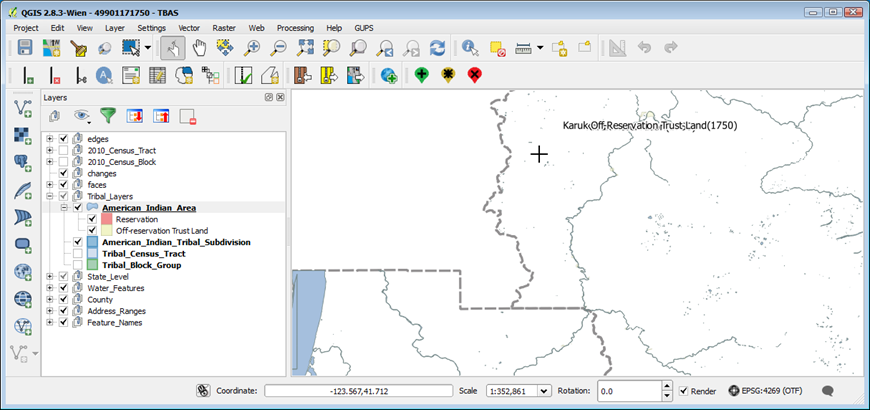 QGIS 2.8.3-Wien - 49901171750 - TBAS
Project Edit View Layer Settings Vector Raster Database Processing Help GUPS
Layers
edges
2010_Census_Tract
2010_Census_Block
changes
faces
Tribal_Layers
American_Indian_Area
Reservation
Off-reservation Trust Land
American_Indian_Tribal_Subdivision
Tribal_Census_Tract
Tribal_Block_Group
State_Level
Water_Features
County
Address_Ranges
Feature_Names
Karuk Off-Reservation Trust Land(1750)
Coordinate: -123.567,41.712 Scale 1:352,861 Rotation: 0.0 Render EPSG:4269 (OTF)